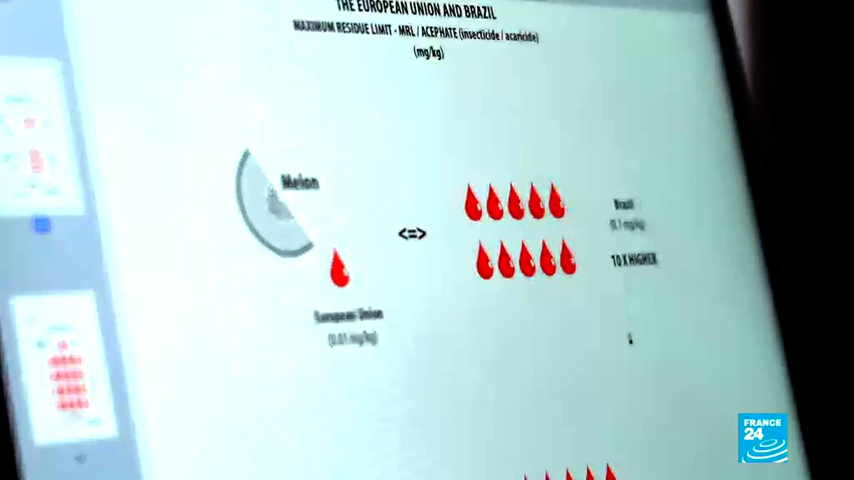 THE EUROPEAN UNION AND BRAZIL
MAXIMUM RESIDUE LIMIT - MRL / ACEPHATE (insecticide / acaricide)
(mg/kg)
Melon
<=>
Brazil
(0.1 mg/kg)
10 X HIGHER
European Union
(0.01 mg/kg)
FRANCE
24